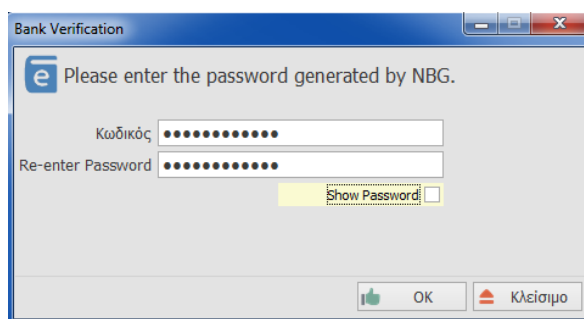 Bank Verification
e Please enter the password generated by NBG.
Κωδικός ●●●●●●●●●●●●
Re-enter Password ●●●●●●●●●●●●
Show Password
OK Κλείσιμο